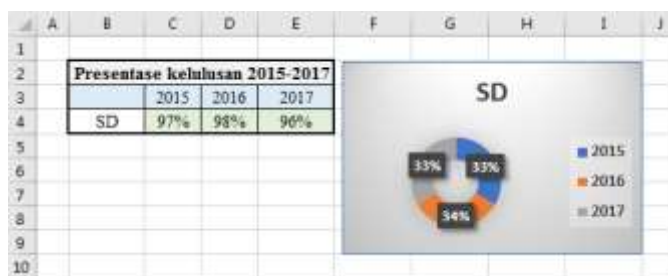 A B C D E F G H I J
1
2 Presentase kelulusan 2015-2017
SD
3 2015 2016 2017
4 SD 97% 98% 96%
5
2015
6
33% 33%
2016
7
2017
8
34%
9
10